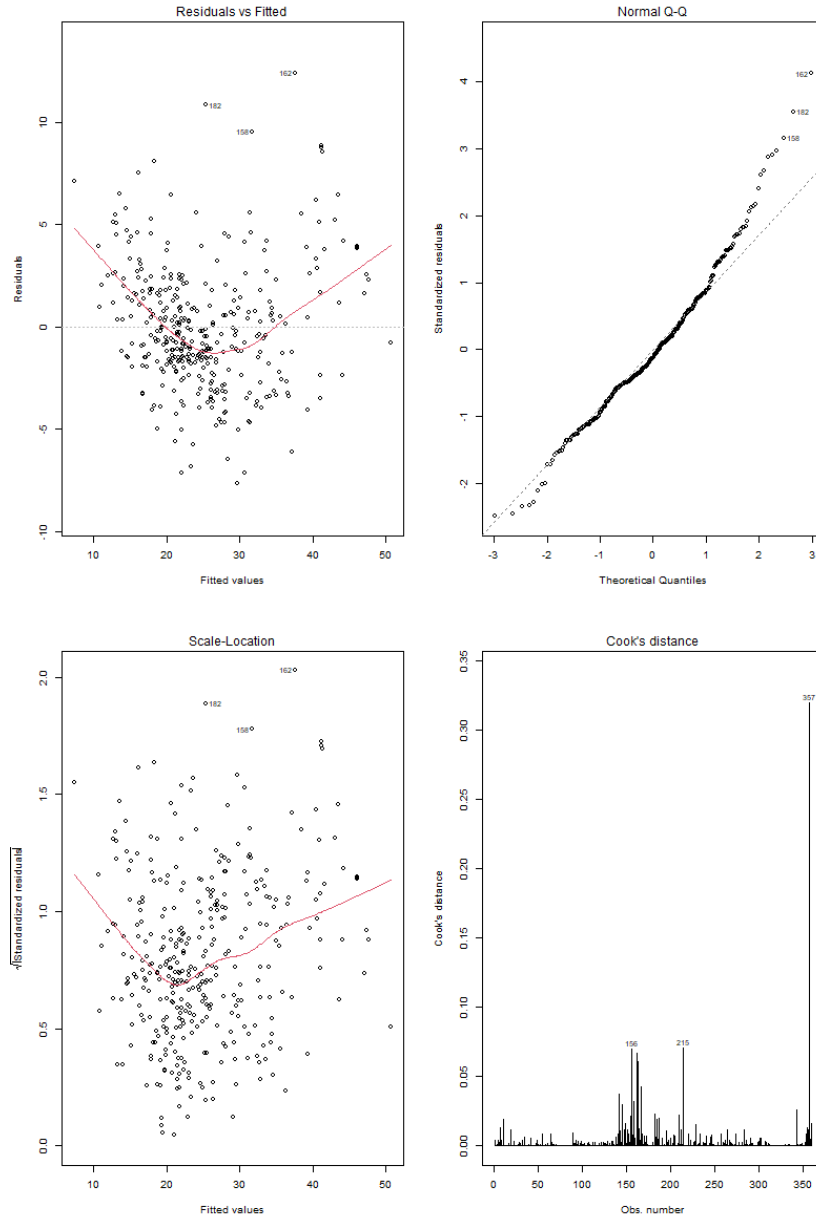 Residuals vs Fitted
Residuals
10
5
0
-5
-10
162
182
158
10 20 30 40 50
Fitted values
Normal Q-Q
Standardized residuals
4
3
2
1
0
-1
-2
162
182
158
-3 -2 -1 0 1 2 3
Theoretical Quantiles
Scale-Location
√|Standardized residuals|
2.0
1.5
1.0
0.5
0.0
162
182
158
10 20 30 40 50
Fitted values
Cook's distance
Cook's distance
0.35
0.30
0.25
0.20
0.15
0.10
0.05
0.00
357
156
215
0 50 100 150 200 250 300 350
Obs. number